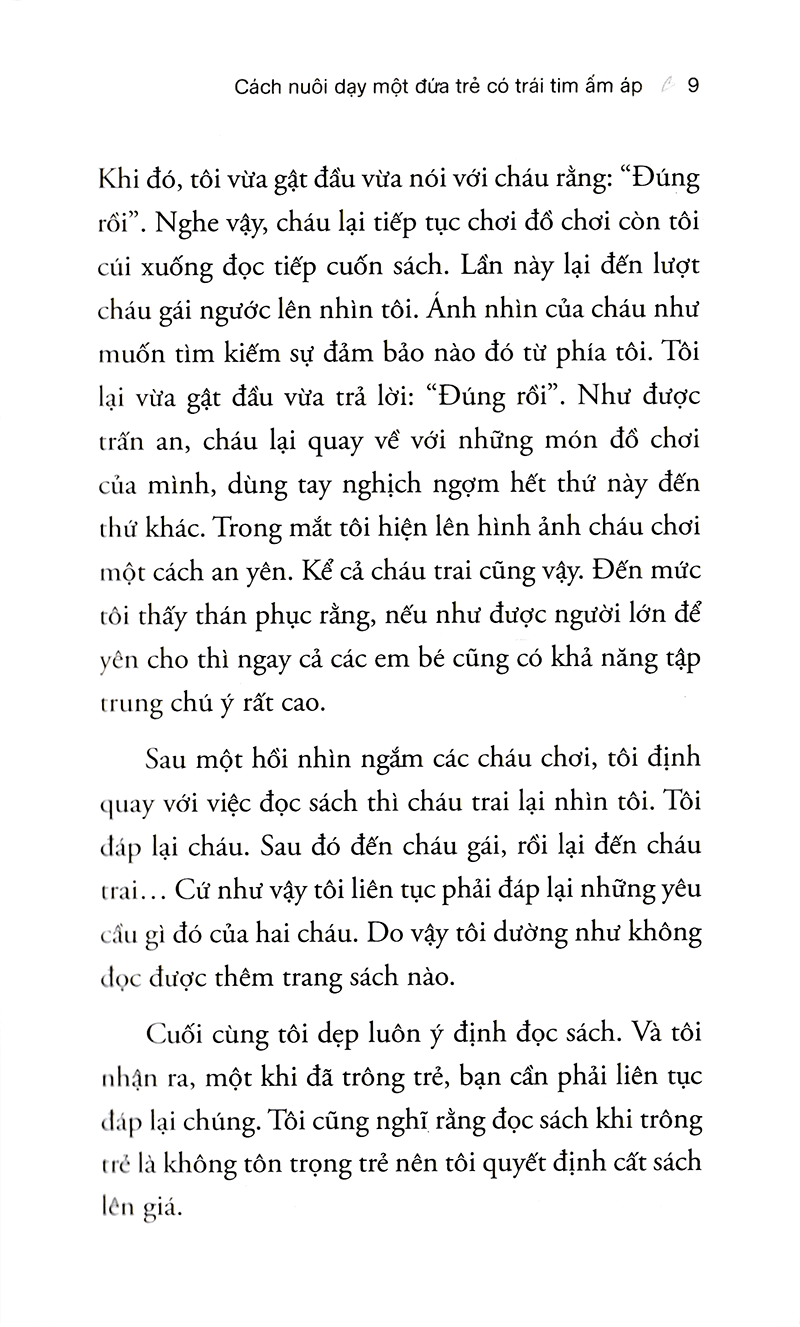 Cách nuôi dạy một đứa trẻ có trái tim ấm áp 9
Khi đó, tôi vừa gật đầu vừa nói với cháu rằng: “Đúng
rồi”. Nghe vậy, cháu lại tiếp tục chơi đồ chơi còn tôi
cúi xuống đọc tiếp cuốn sách. Lần này lại đến lượt
cháu gái ngước lên nhìn tôi. Ánh nhìn của cháu như
muốn tìm kiếm sự đảm bảo nào đó từ phía tôi. Tôi
lại vừa gật đầu vừa trả lời: “Đúng rồi”. Như được
trấn an, cháu lại quay về với những món đồ chơi
của mình, dùng tay nghịch ngợm hết thứ này đến
thứ khác. Trong mắt tôi hiện lên hình ảnh cháu chơi
một cách an yên. Kể cả cháu trai cũng vậy. Đến mức
tôi thấy thán phục rằng, nếu như được người lớn để
yên cho thì ngay cả các em bé cũng có khả năng tập
trung chú ý rất cao.
Sau một hồi nhìn ngắm các cháu chơi, tôi định
quay với việc đọc sách thì cháu trai lại nhìn tôi. Tôi
đáp lại cháu. Sau đó đến cháu gái, rồi lại đến cháu
trai… Cứ như vậy tôi liên tục phải đáp lại những yêu
cầu gì đó của hai cháu. Do vậy tôi dường như không
đọc được thêm trang sách nào.
Cuối cùng tôi dẹp luôn ý định đọc sách. Và tôi
nhận ra, một khi đã trông trẻ, bạn cần phải liên tục
đáp lại chúng. Tôi cũng nghĩ rằng đọc sách khi trông
trẻ là không tôn trọng trẻ nên tôi quyết định cất sách
lên giá.